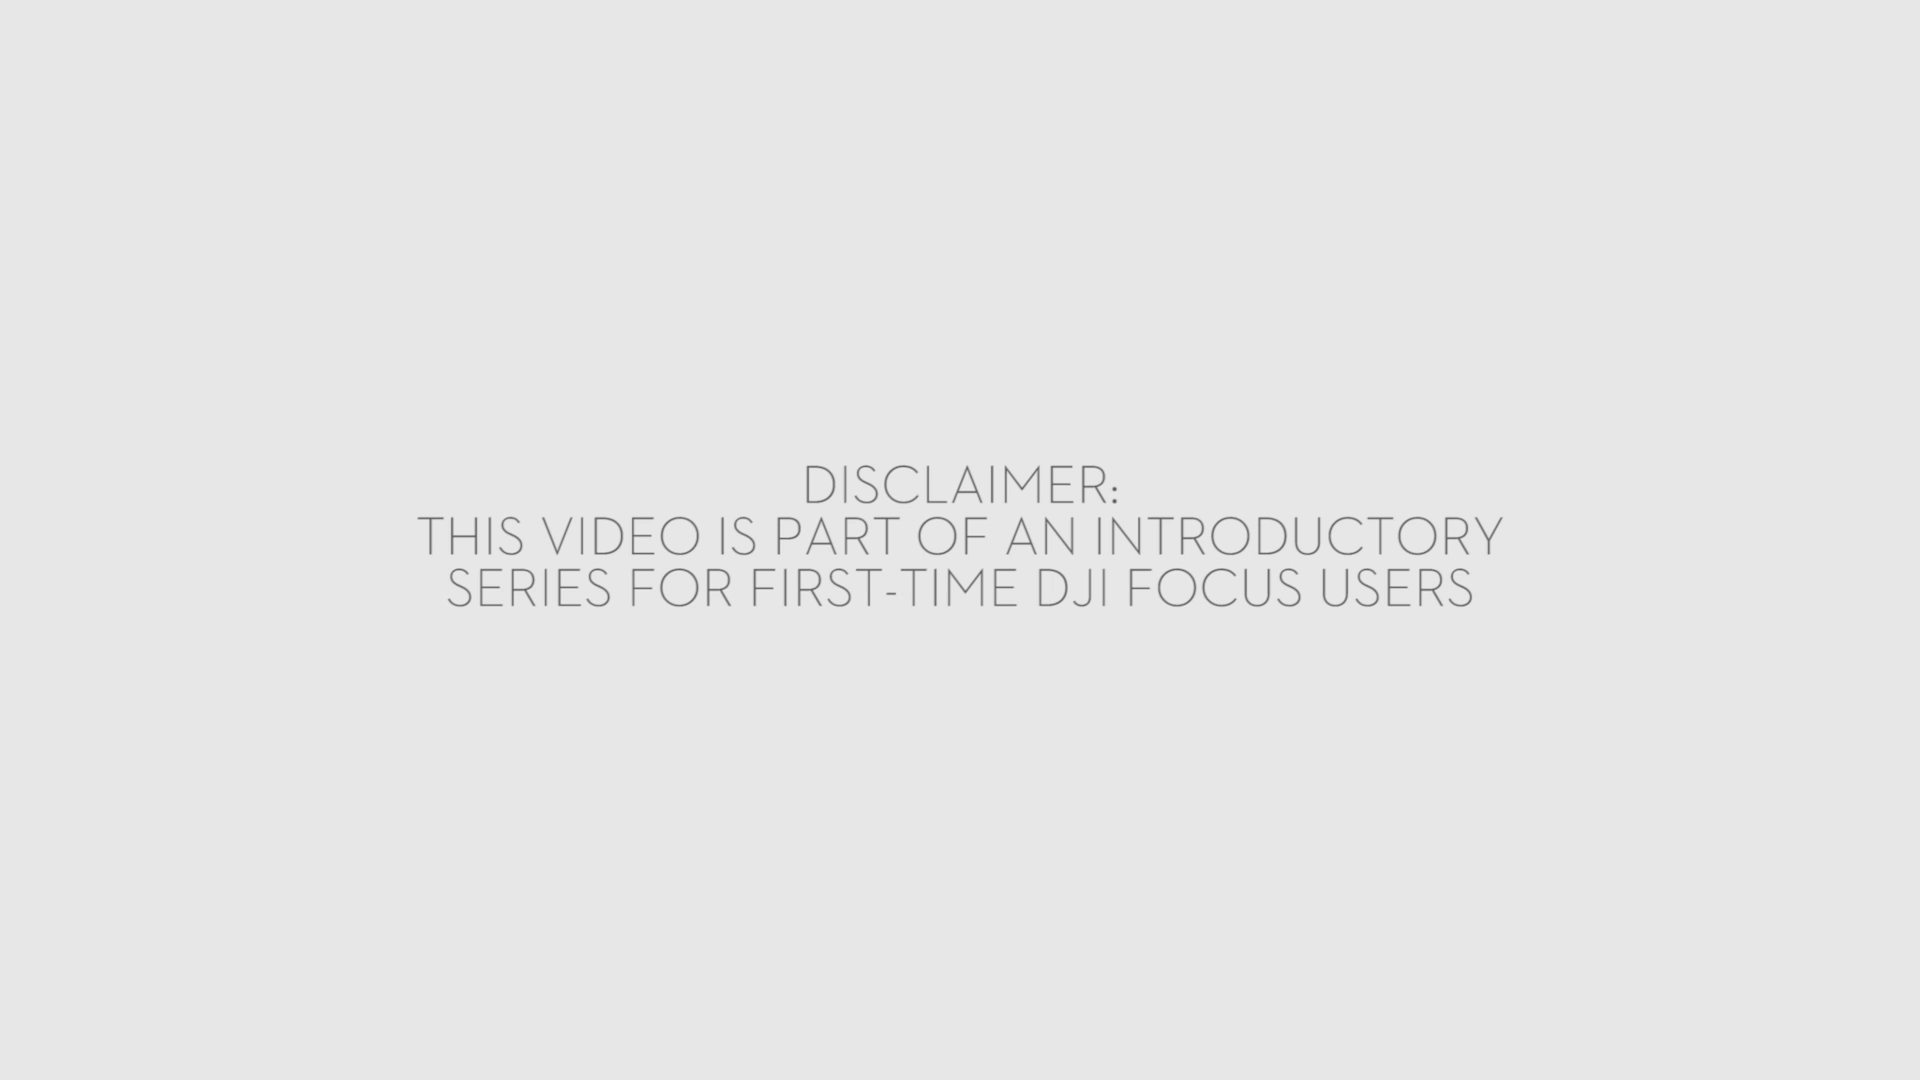 DISCLAIMER:
THIS VIDEO IS PART OF AN INTRODUCTORY
SERIES FOR FIRST-TIME DJI FOCUS USERS